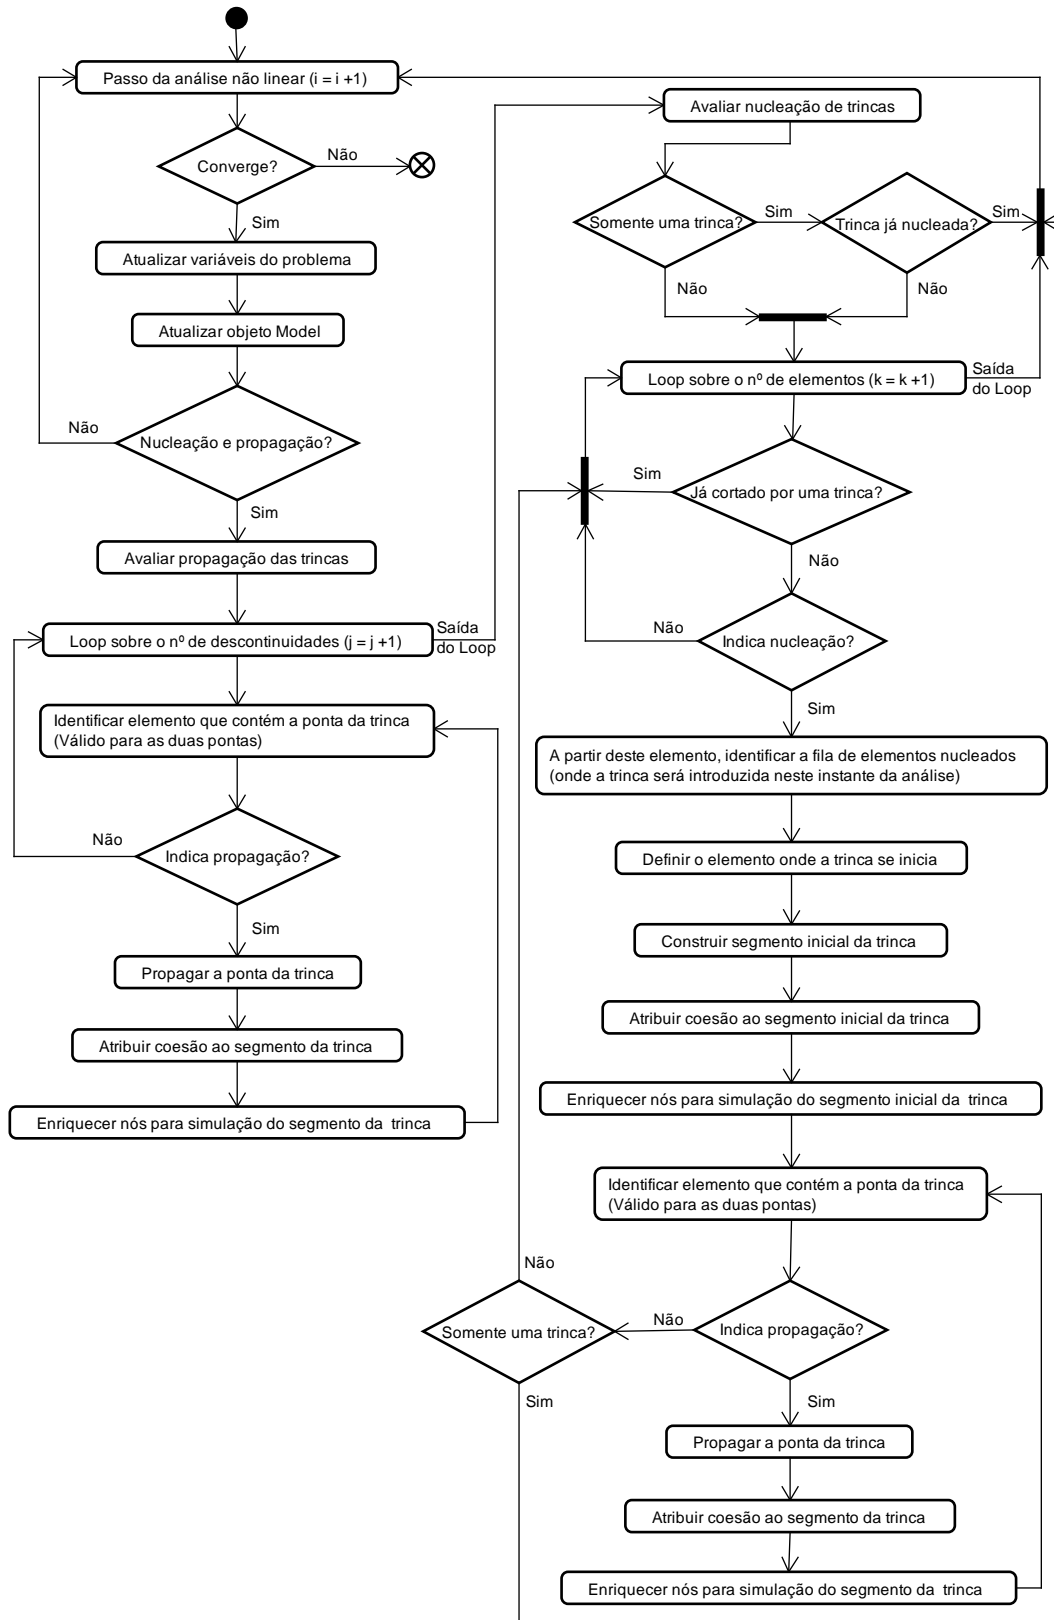 Passo da análise não linear (i = i +1)
Converge?
Não
Sim
Atualizar variáveis do problema
Atualizar objeto Model
Nucleação e propagação?
Não
Sim
Avaliar propagação das trincas
Loop sobre o nº de descontinuidades (j = j +1)
Saída
do Loop
Identificar elemento que contém a ponta da trinca
(Válido para as duas pontas)
Indica propagação?
Não
Sim
Propagar a ponta da trinca
Atribuir coesão ao segmento da trinca
Enriquecer nós para simulação do segmento da trinca
Avaliar nucleação de trincas
Somente uma trinca?
Sim
Não
Trinca já nucleada?
Sim
Não
Loop sobre o nº de elementos (k = k +1)
Saída
do Loop
Já cortado por uma trinca?
Sim
Não
Indica nucleação?
Não
Sim
A partir deste elemento, identificar a fila de elementos nucleados
(onde a trinca será introduzida neste instante da análise)
Definir o elemento onde a trinca se inicia
Construir segmento inicial da trinca
Atribuir coesão ao segmento inicial da trinca
Enriquecer nós para simulação do segmento inicial da trinca
Identificar elemento que contém a ponta da trinca
(Válido para as duas pontas)
Indica propagação?
Não
Somente uma trinca?
Não
Sim
Sim
Propagar a ponta da trinca
Atribuir coesão ao segmento da trinca
Enriquecer nós para simulação do segmento da trinca